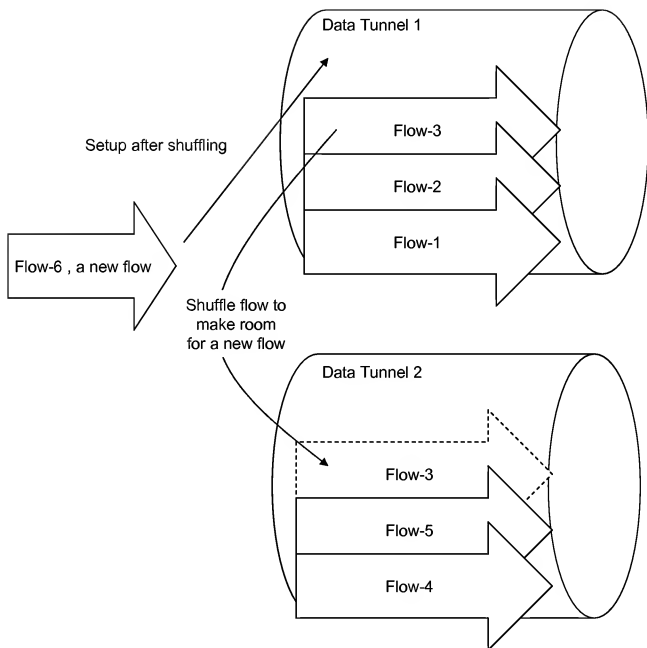 Data Tunnel 1
Flow-3
Setup after shuffling
Flow-2
Flow-1
Flow-6 , a new flow
Shuffle flow to
make room
for a new flow
Data Tunnel 2
Flow-3
Flow-5
Flow-4